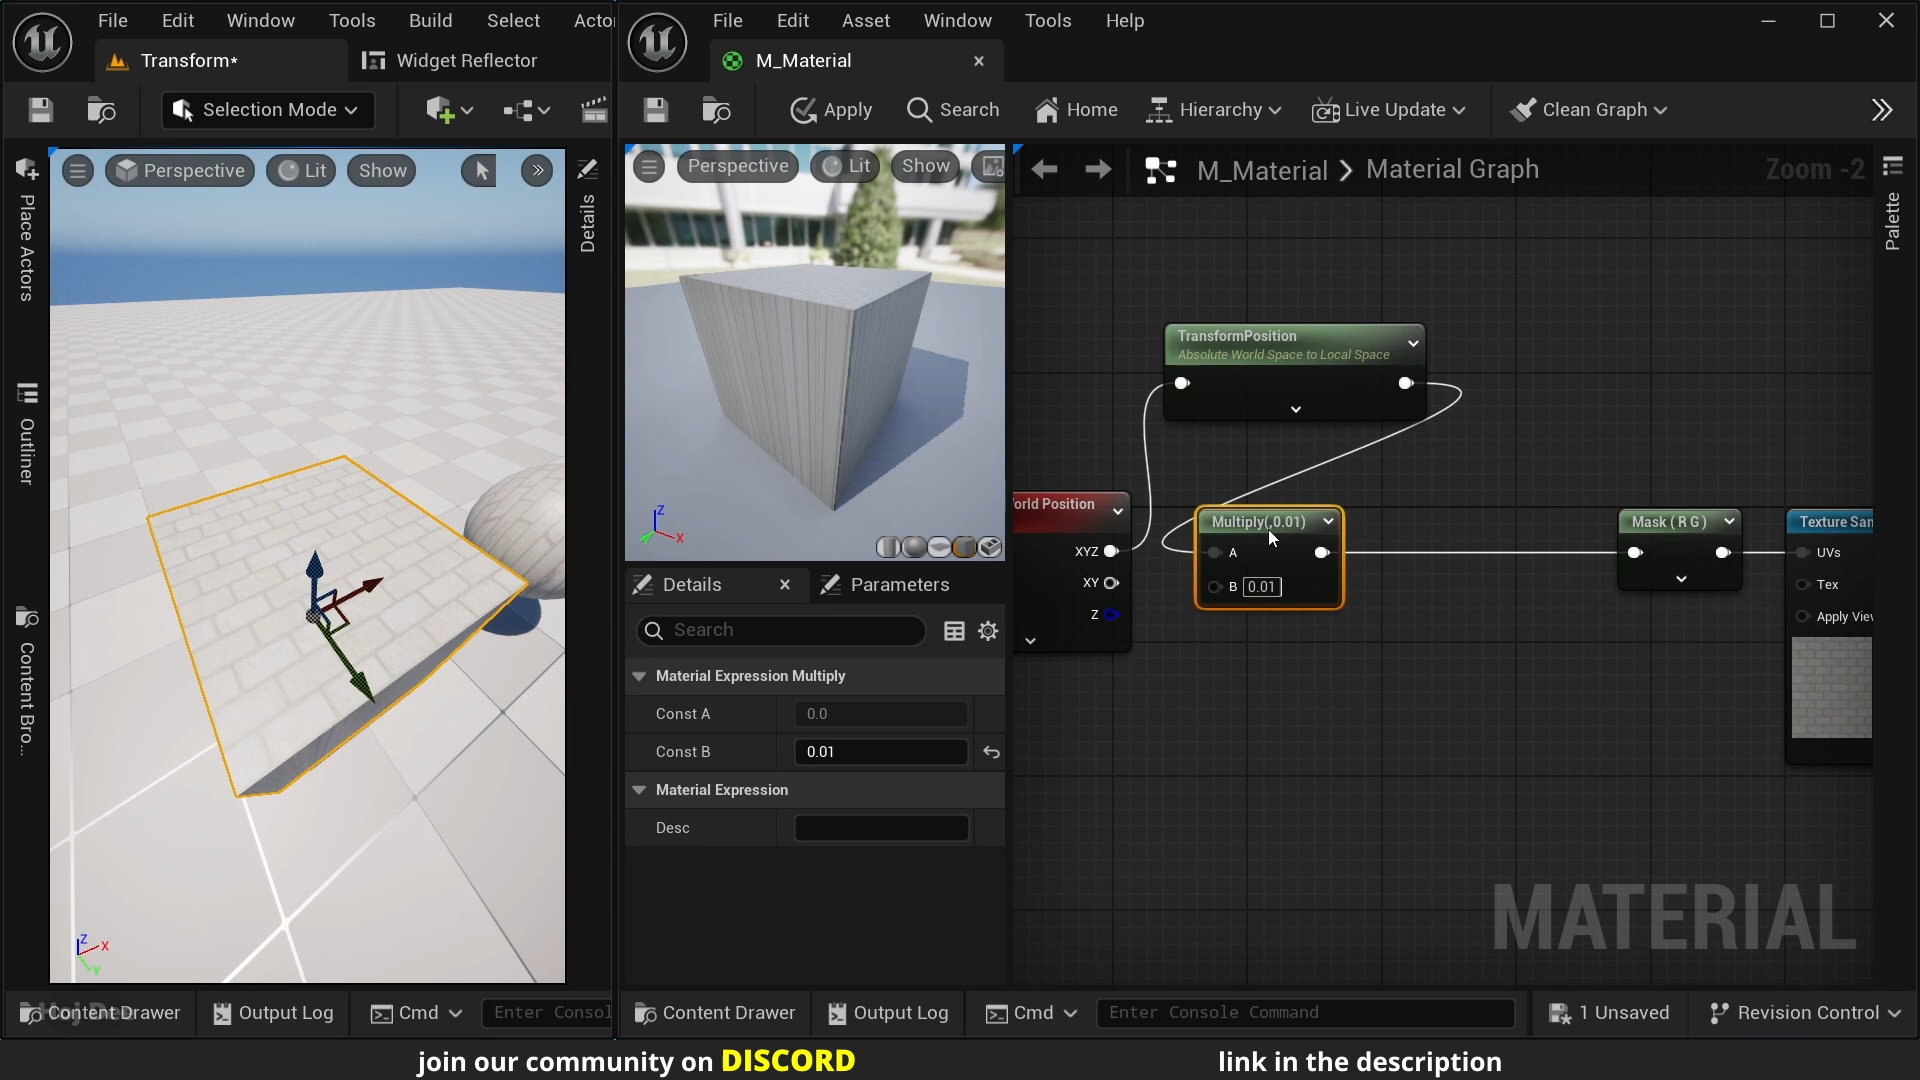 File Edit Window Tools Build Select Acto
Transform* Widget Reflector
Selection Mode
Perspective Lit Show
Place Actors
Outliner
Content Bro...
Details
Z X Y
Content Drawer Output Log Cmd Enter Consol
File Edit Asset Window Tools Help
M_Material
Apply Search Home Hierarchy Live Update Clean Graph
Perspective Lit Show
Z X
Details Parameters
Search
Material Expression Multiply
Const A 0.0
Const B 0.01
Material Expression
Desc
M_Material > Material Graph Zoom -2
Palette
TransformPosition
Absolute World Space to Local Space
orld Position
XYZ
XY
Z
Multiply(,0.01)
A
B 0.01
Mask ( R G )
Texture Sam
UVs
Tex
Apply View
MATERIAL
Content Drawer Output Log Cmd Enter Console Command 1 Unsaved Revision Control
join our community on DISCORD link in the description